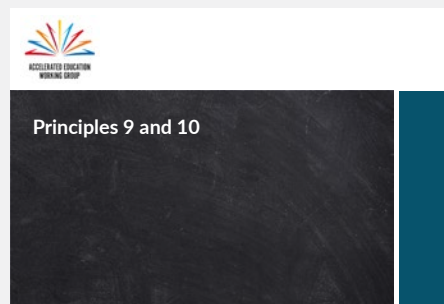 ACCELERATED EDUCATION
WORKING GROUP
Principles 9 and 10